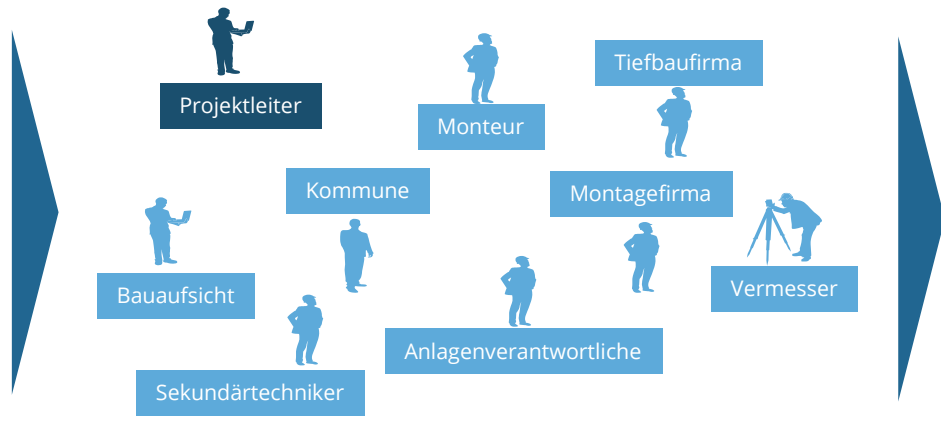 Projektleiter
Monteur
Tiefbaufirma
Kommune
Montagefirma
Bauaufsicht
Vermesser
Anlagenverantwortliche
Sekundärtechniker